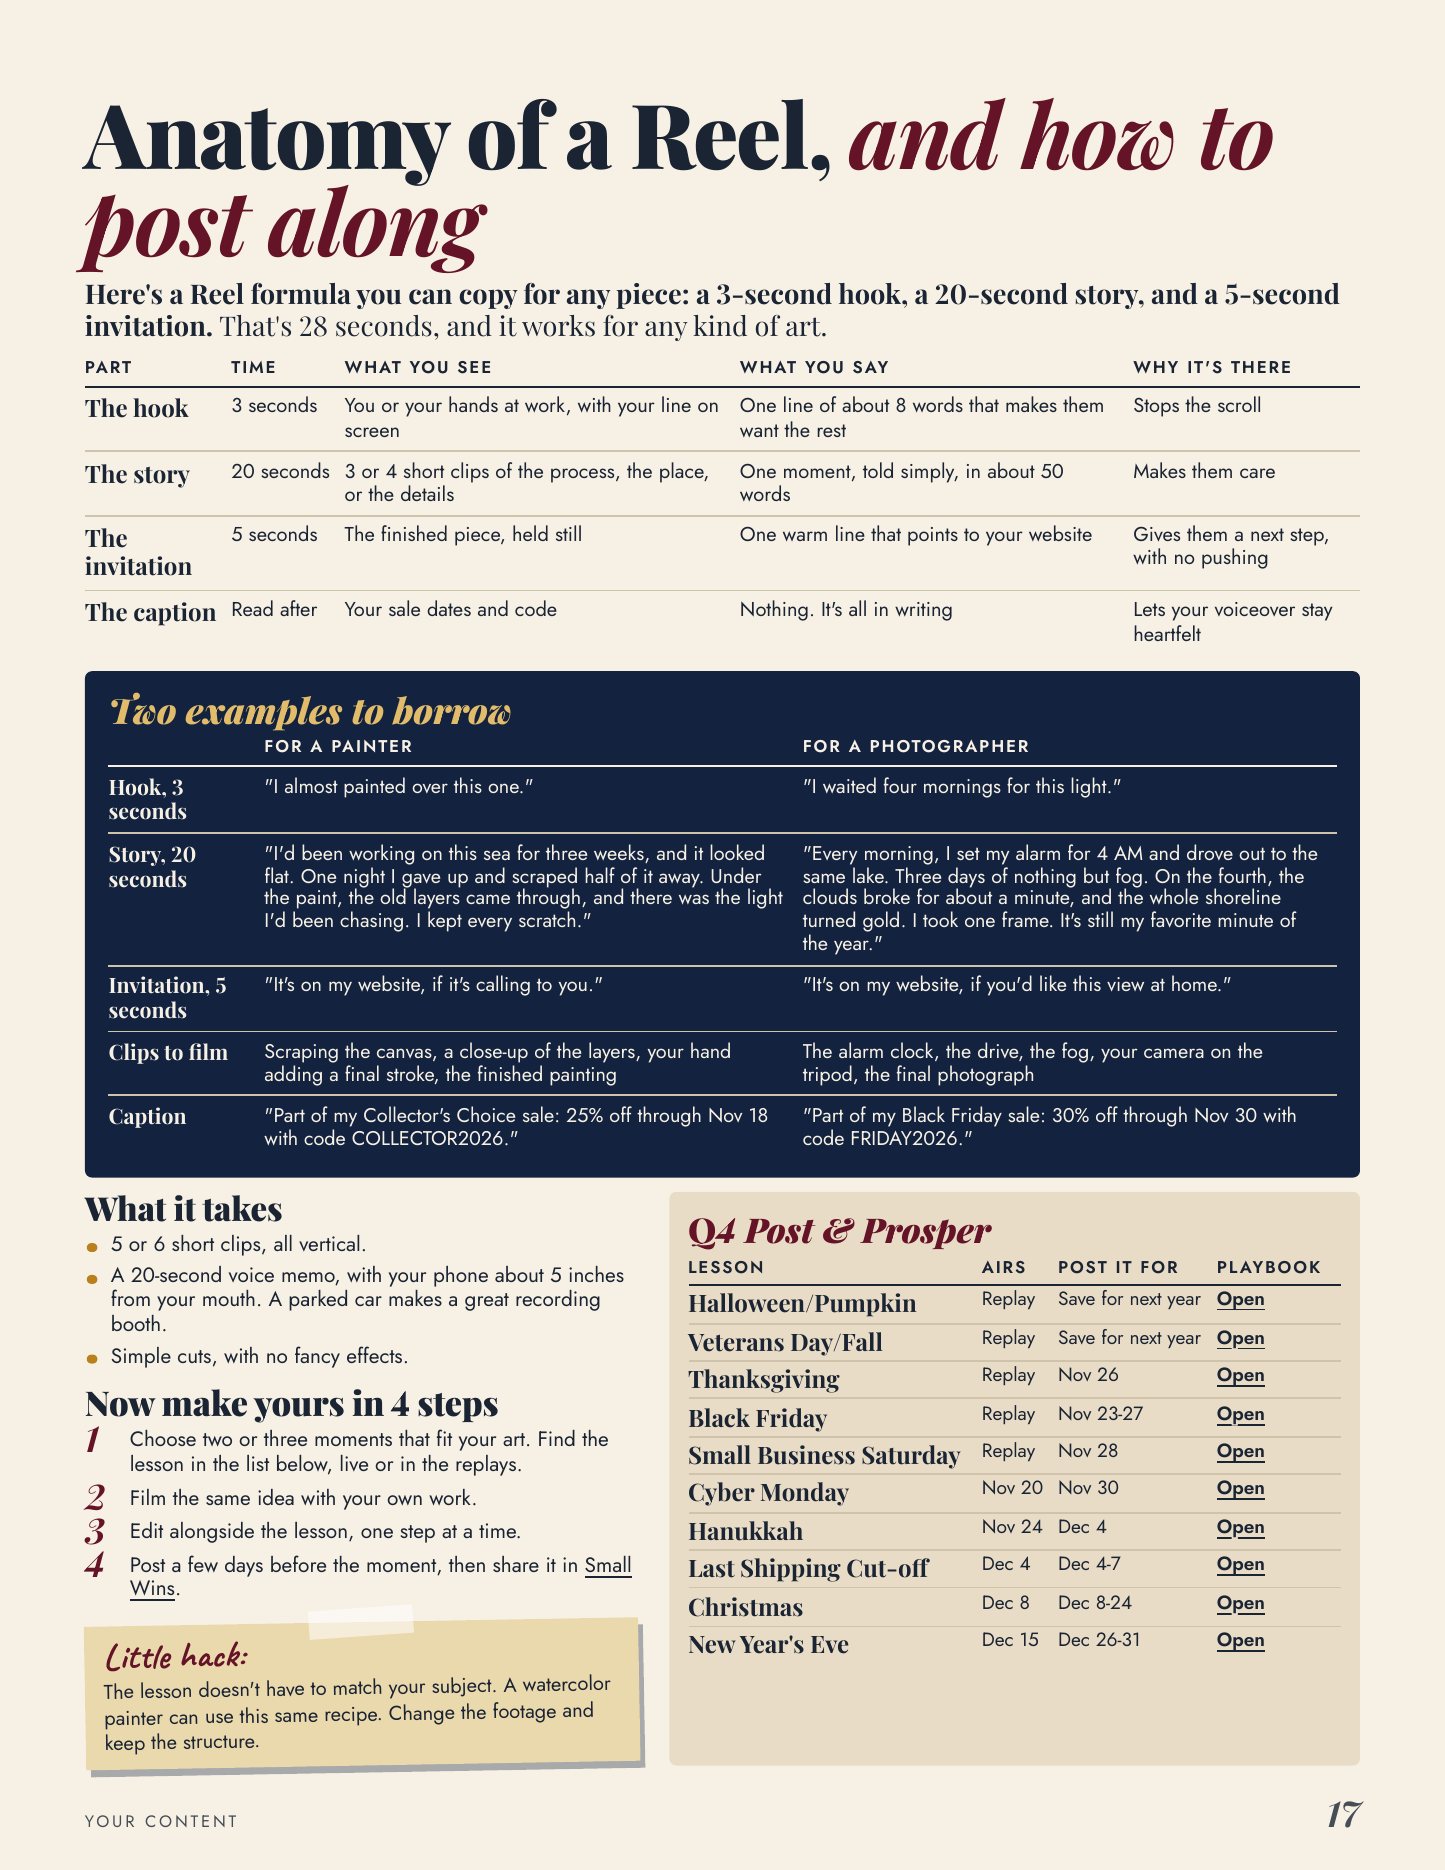 Anatomy of a Reel, and how to
post along
Here's a Reel formula you can copy for any piece: a 3-second hook, a 20-second story, and a 5-second
invitation. That's 28 seconds, and it works for any kind of art.
PART TIME WHAT YOU SEE WHAT YOU SAY WHY IT'S THERE
The hook 3 seconds You or your hands at work, with your line on One line of about 8 words that makes them Stops the scroll
screen want the rest
The story 20 seconds 3 or 4 short clips of the process, the place, One moment, told simply, in about 50 Makes them care
or the details words
The 5 seconds The finished piece, held still One warm line that points to your website Gives them a next step,
invitation with no pushing
The caption Read after Your sale dates and code Nothing. It's all in writing Lets your voiceover stay
heartfelt
Two examples to borrow
FOR A PAINTER FOR A PHOTOGRAPHER
Hook, 3 "I almost painted over this one." "I waited four mornings for this light."
seconds
Story, 20 "I'd been working on this sea for three weeks, and it looked "Every morning, I set my alarm for 4 AM and drove out to the
seconds flat. One night I gave up and scraped half of it away. Under same lake. Three days of nothing but fog. On the fourth, the
the paint, the old layers came through, and there was the light clouds broke for about a minute, and the whole shoreline
I'd been chasing. I kept every scratch." turned gold. I took one frame. It's still my favorite minute of
the year."
Invitation, 5 "It's on my website, if it's calling to you." "It's on my website, if you'd like this view at home."
seconds
Clips to film Scraping the canvas, a close-up of the layers, your hand The alarm clock, the drive, the fog, your camera on the
adding a final stroke, the finished painting tripod, the final photograph
Caption "Part of my Collector's Choice sale: 25% off through Nov 18 "Part of my Black Friday sale: 30% off through Nov 30 with
with code COLLECTOR2026." code FRIDAY2026."
What it takes
5 or 6 short clips, all vertical.
A 20-second voice memo, with your phone about 5 inches
from your mouth. A parked car makes a great recording
booth.
Simple cuts, with no fancy effects.
Now make yours in 4 steps
1 Choose two or three moments that fit your art. Find the
lesson in the list below, live or in the replays.
2 Film the same idea with your own work.
3 Edit alongside the lesson, one step at a time.
4 Post a few days before the moment, then share it in Small
Wins.
Little hack:
The lesson doesn't have to match your subject. A watercolor
painter can use this same recipe. Change the footage and
keep the structure.
Q4 Post & Prosper
LESSON AIRS POST IT FOR PLAYBOOK
Halloween/Pumpkin Replay Save for next year Open
Veterans Day/Fall Replay Save for next year Open
Thanksgiving Replay Nov 26 Open
Black Friday Replay Nov 23-27 Open
Small Business Saturday Replay Nov 28 Open
Cyber Monday Nov 20 Nov 30 Open
Hanukkah Nov 24 Dec 4 Open
Last Shipping Cut-off Dec 4 Dec 4-7 Open
Christmas Dec 8 Dec 8-24 Open
New Year's Eve Dec 15 Dec 26-31 Open
YOUR CONTENT 17